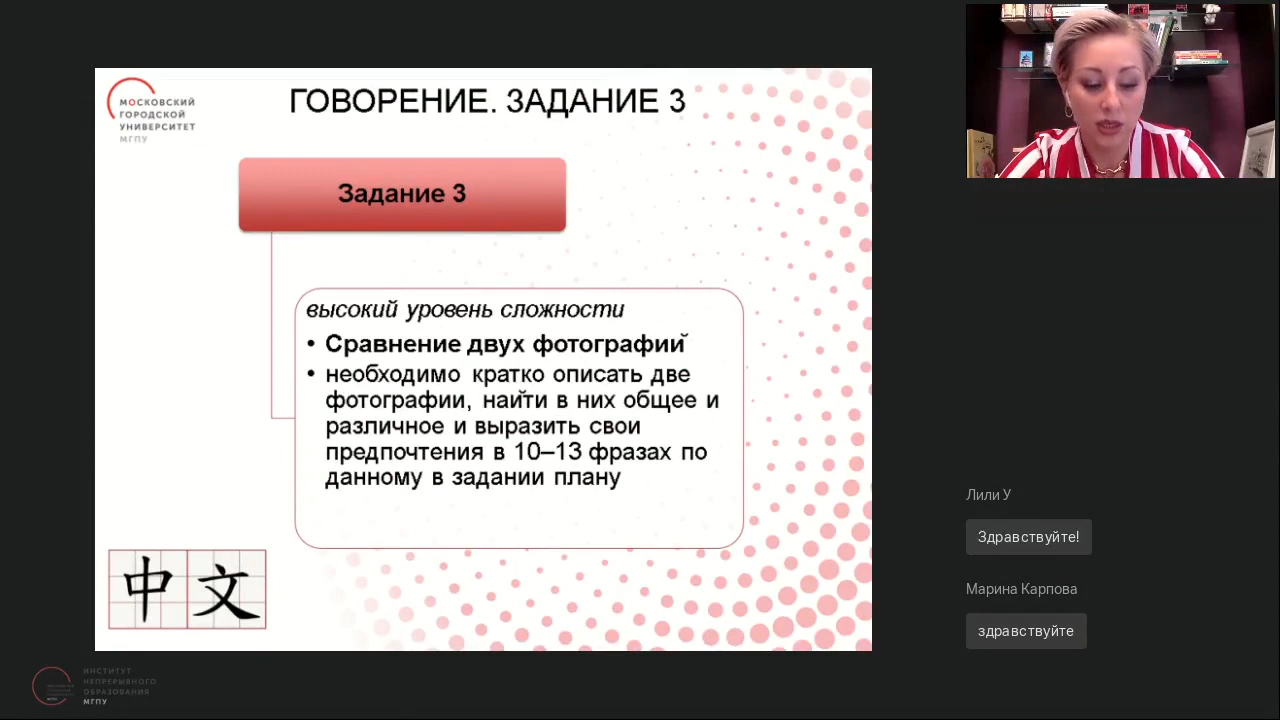 МОСКОВСКИЙ
ГОРОДСКОЙ
УНИВЕРСИТЕТ
МГПУ
ГОВОРЕНИЕ. ЗАДАНИЕ 3
Задание 3
высокий уровень сложности
• Сравнение двух фотографий
• необходимо кратко описать две
фотографии, найти в них общее и
различное и выразить свои
предпочтения в 10–13 фразах по
данному в задании плану
中文
Лили У
Здравствуйте!
Марина Карпова
здравствуйте
ИНСТИТУТ
НЕПРЕРЫВНОГО
ОБРАЗОВАНИЯ
МГПУ